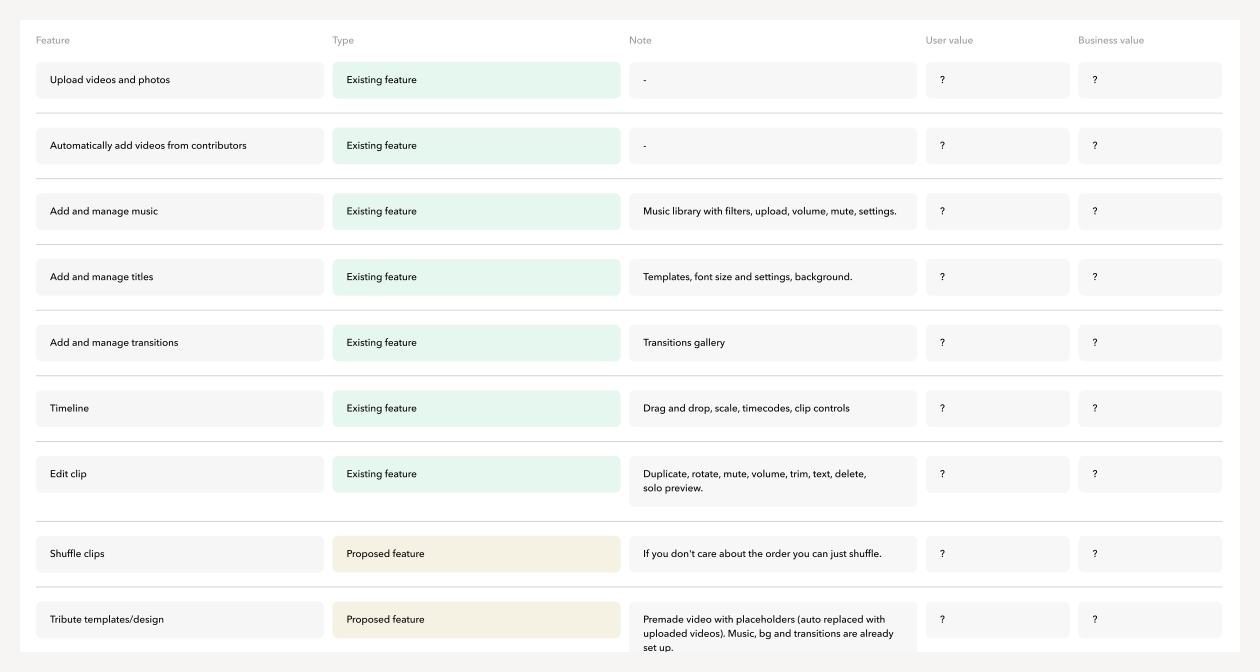 Feature Type Note User value Business value
Upload videos and photos Existing feature - ? ?
Automatically add videos from contributors Existing feature - ? ?
Add and manage music Existing feature Music library with filters, upload, volume, mute, settings. ? ?
Add and manage titles Existing feature Templates, font size and settings, background. ? ?
Add and manage transitions Existing feature Transitions gallery ? ?
Timeline Existing feature Drag and drop, scale, timecodes, clip controls ? ?
Edit clip Existing feature Duplicate, rotate, mute, volume, trim, text, delete, ? ?
solo preview.
Shuffle clips Proposed feature If you don't care about the order you can just shuffle. ? ?
Tribute templates/design Proposed feature Premade video with placeholders (auto replaced with ? ?
uploaded videos). Music, bg and transitions are already
set up.